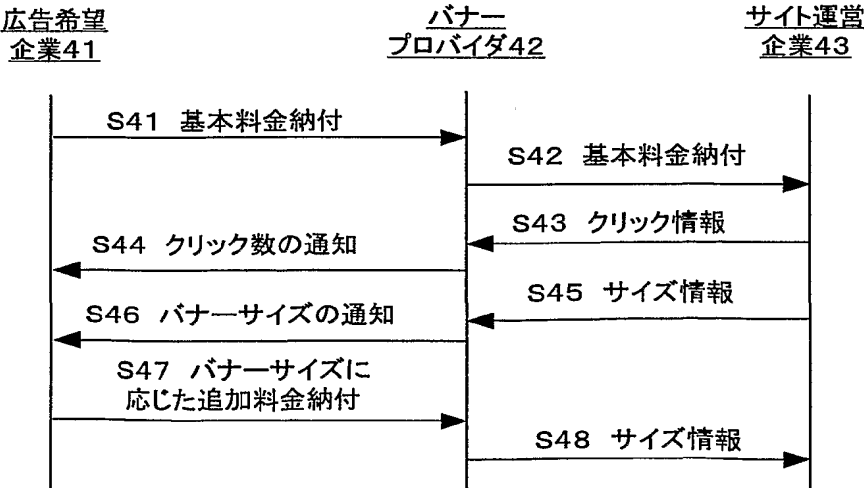 広告希望
企業41
バナー
プロバイダ42
サイト運営
企業43
S41 基本料金納付
S42 基本料金納付
S43 クリック情報
S44 クリック数の通知
S45 サイズ情報
S46 バナーサイズの通知
S47 バナーサイズに
応じた追加料金納付
S48 サイズ情報